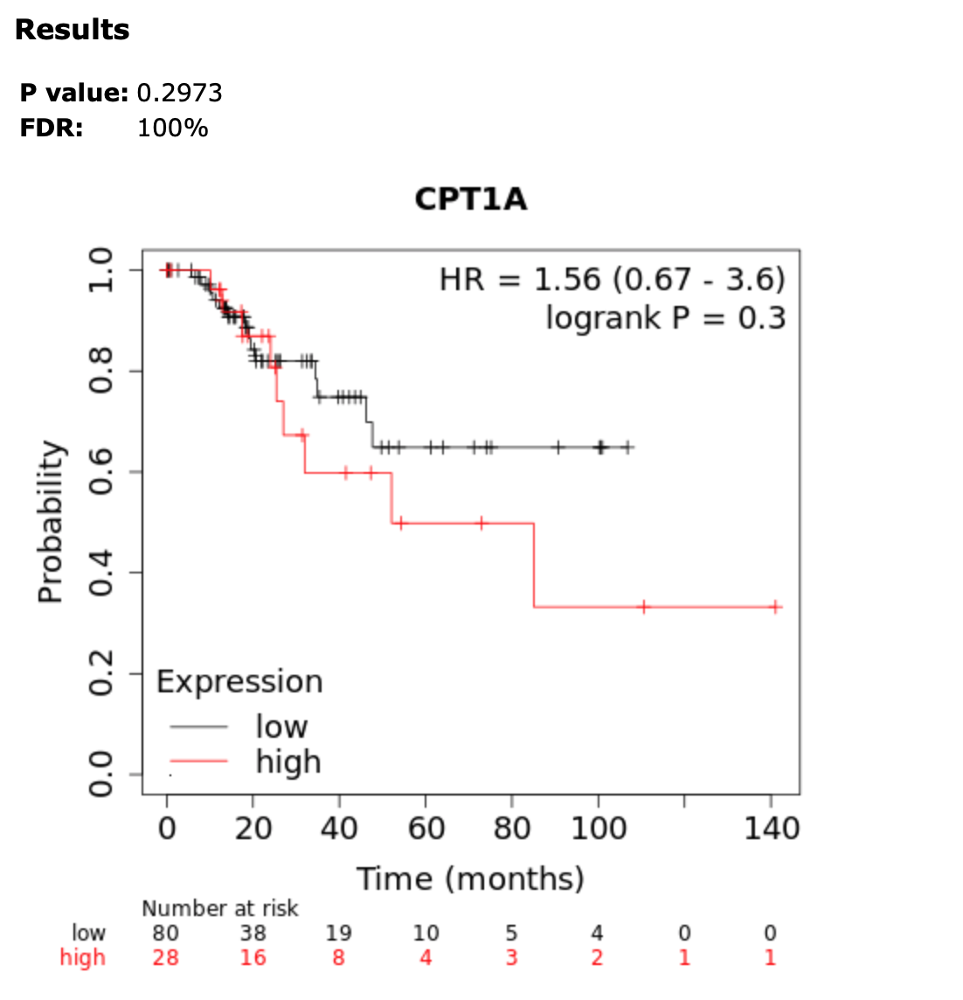 Results
P value: 0.2973
FDR: 100%
CPT1A
HR = 1.56 (0.67 - 3.6)
logrank P = 0.3
Probability
1.0
0.8
0.6
0.4
0.2
0.0
Expression
low
high
0 20 40 60 80 100 140
Time (months)
Number at risk
low 80 38 19 10 5 4 0 0
high 28 16 8 4 3 2 1 1